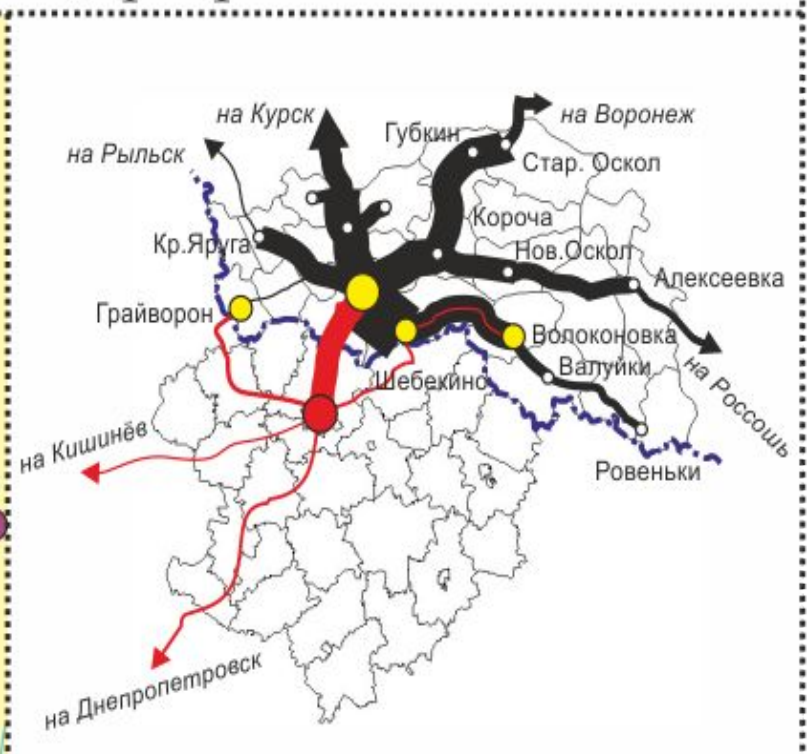 на Курск
на Воронеж
Губкин
на Рыльск
Стар. Оскол
Короча
Кр.Яруга
Нов.Оскол
Алексеевка
Грайворон
Волоконовка
Валуйки
Шебекино
на Россошь
на Кишинёв
Ровеньки
на Днепропетровск